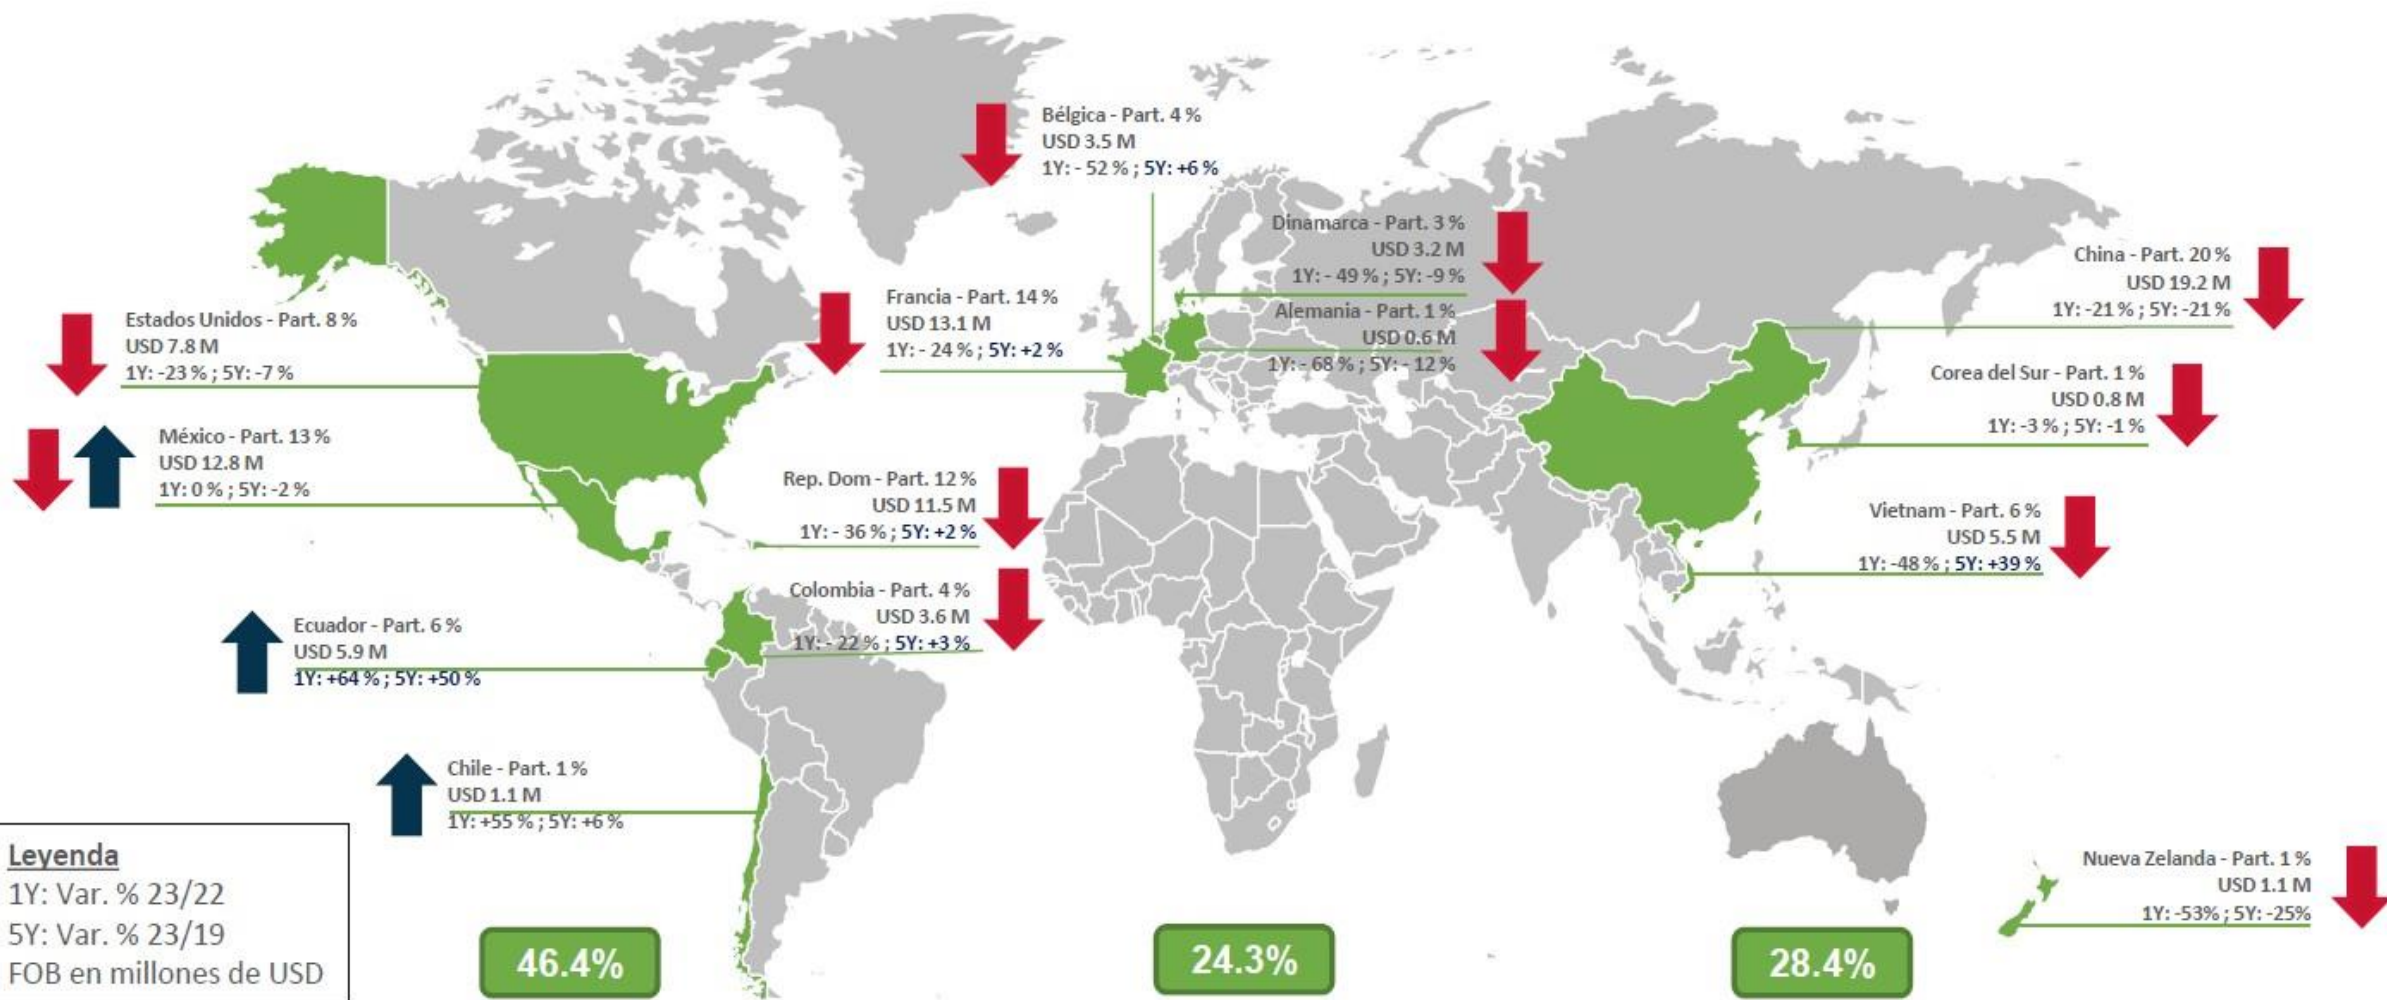 Bélgica - Part. 4 %
USD 3.5 M
1Y: - 52 % ; 5Y: +6 %
Dinamarca - Part. 3 %
USD 3.2 M
1Y: - 49 % ; 5Y: -9 %
China - Part. 20 %
USD 19.2 M
1Y: -21 % ; 5Y: -21 %
Francia - Part. 14 %
USD 13.1 M
1Y: - 24 % ; 5Y: +2 %
Alemania - Part. 1 %
USD 0.6 M
1Y: - 68 % ; 5Y: - 12 %
Estados Unidos - Part. 8 %
USD 7.8 M
1Y: -23 % ; 5Y: -7 %
Corea del Sur - Part. 1 %
USD 0.8 M
1Y: -3 % ; 5Y: -1 %
México - Part. 13 %
USD 12.8 M
1Y: 0 % ; 5Y: -2 %
Rep. Dom - Part. 12 %
USD 11.5 M
1Y: - 36 % ; 5Y: +2 %
Vietnam - Part. 6 %
USD 5.5 M
1Y: -48 % ; 5Y: +39 %
Colombia - Part. 4 %
USD 3.6 M
1Y: - 22 % ; 5Y: +3 %
Ecuador - Part. 6 %
USD 5.9 M
1Y: +64 % ; 5Y: +50 %
Chile - Part. 1 %
USD 1.1 M
1Y: +55 % ; 5Y: +6 %
Nueva Zelanda - Part. 1 %
USD 1.1 M
1Y: -53% ; 5Y: -25%
Leyenda
1Y: Var. % 23/22
5Y: Var. % 23/19
FOB en millones de USD
46.4%
24.3%
28.4%